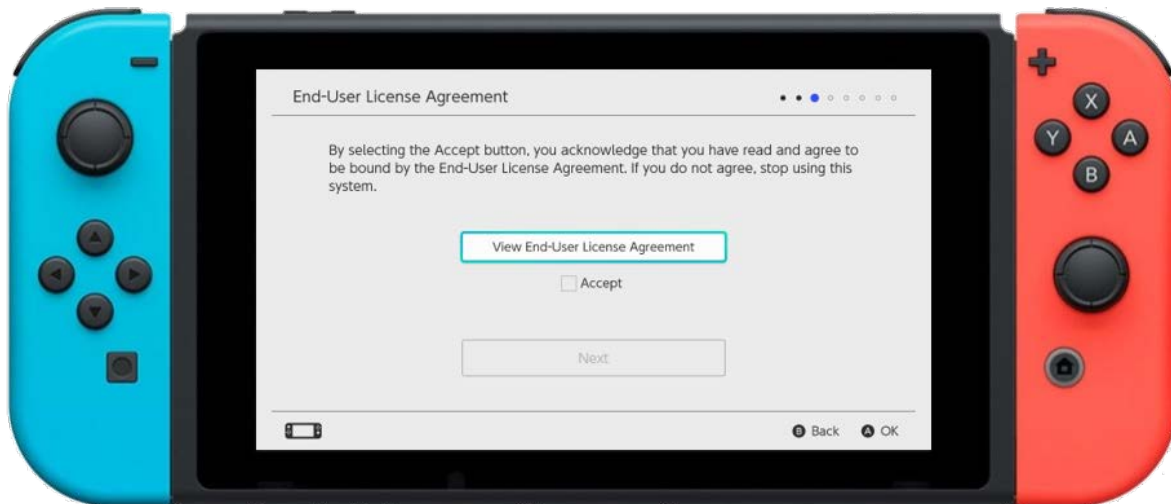 End-User License Agreement
By selecting the Accept button, you acknowledge that you have read and agree to
be bound by the End-User License Agreement. If you do not agree, stop using this
system.
View End-User License Agreement
Accept
Next
B Back A OK
X
Y A
B